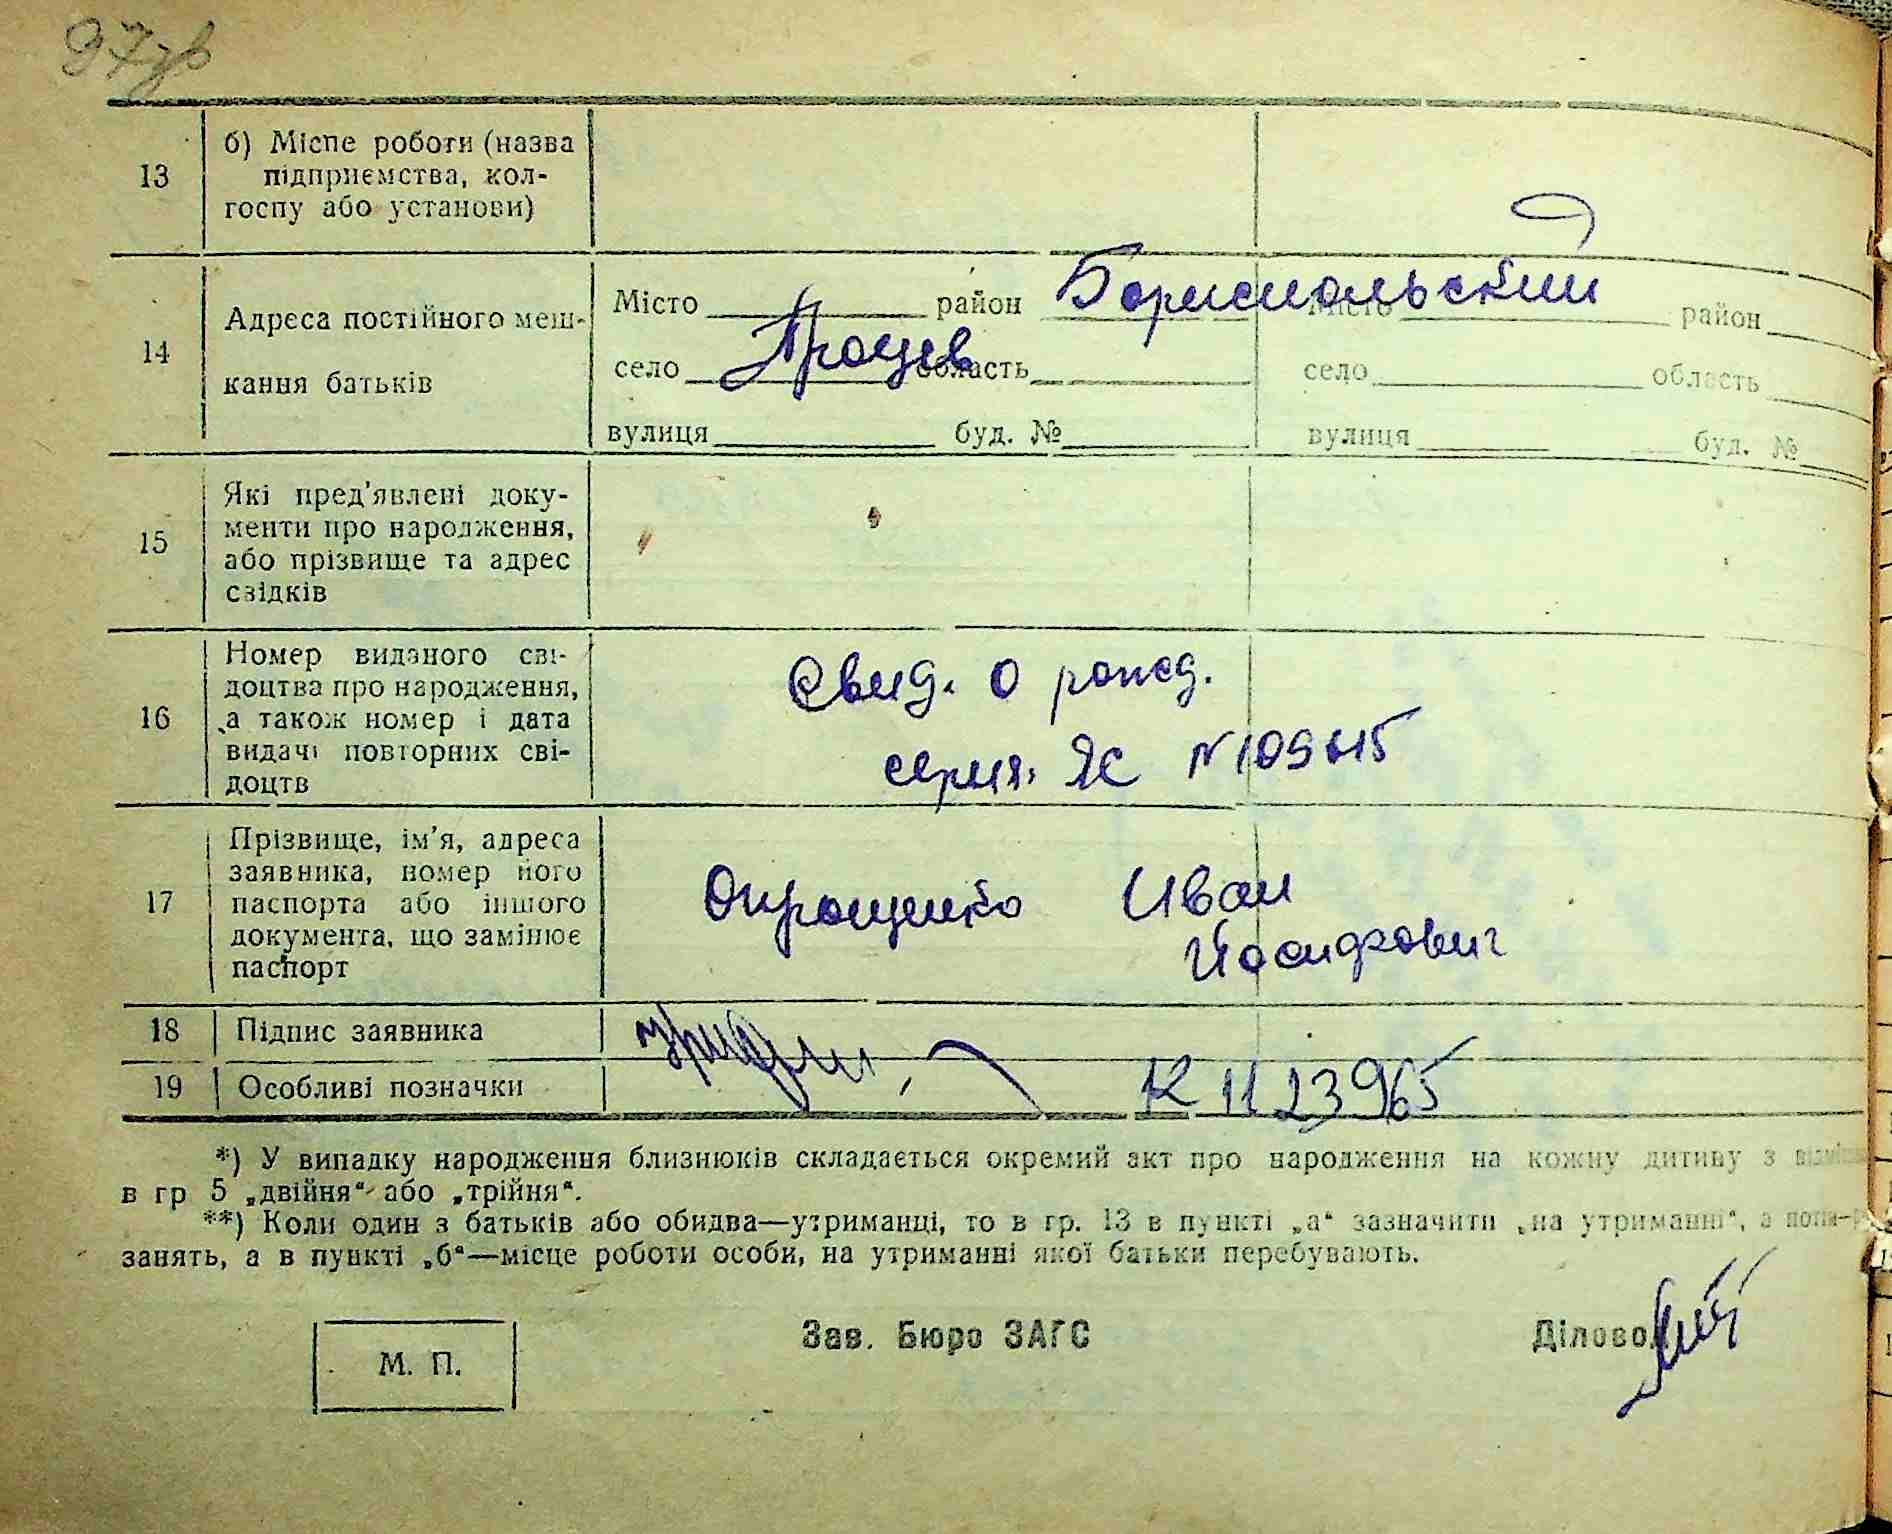 97
13 б) Місце роботи (назва
підприємства, кол-
госпу або установи)
14 Адреса постійного меш-
кання батьків
Місто район Бориспольский Місто район
село Процев область село область
вулиця буд. № вулиця буд. №
15 Які пред'явлені доку-
менти про народження,
або прізвище та адрес
свідків
16 Номер виданого сві-
доцтва про народження,
а також номер і дата
видачі повторних сві-
доцтв
Свид. о рожд.
серия ЯС №
17 Прізвище, ім'я, адреса
заявника, номер його
паспорта або іншого
документа, що замінює
паспорт
Опрощенко Иван
Йосифович
18 Підпис заявника
19 Особливі позначки
*) У випадку народження близнюків складається окремий акт про народження на кожну дитину з
в гр 5 „двійня“ або „трійня“.
**) Коли один з батьків або обидва—утриманці, то в гр. 13 в пункті „а“ зазначити „на утриманні“, а
занять, а в пункті „б“—місце роботи особи, на утриманні якої батьки перебувають.
М. П. Зав. Бюро ЗАГС Діловод